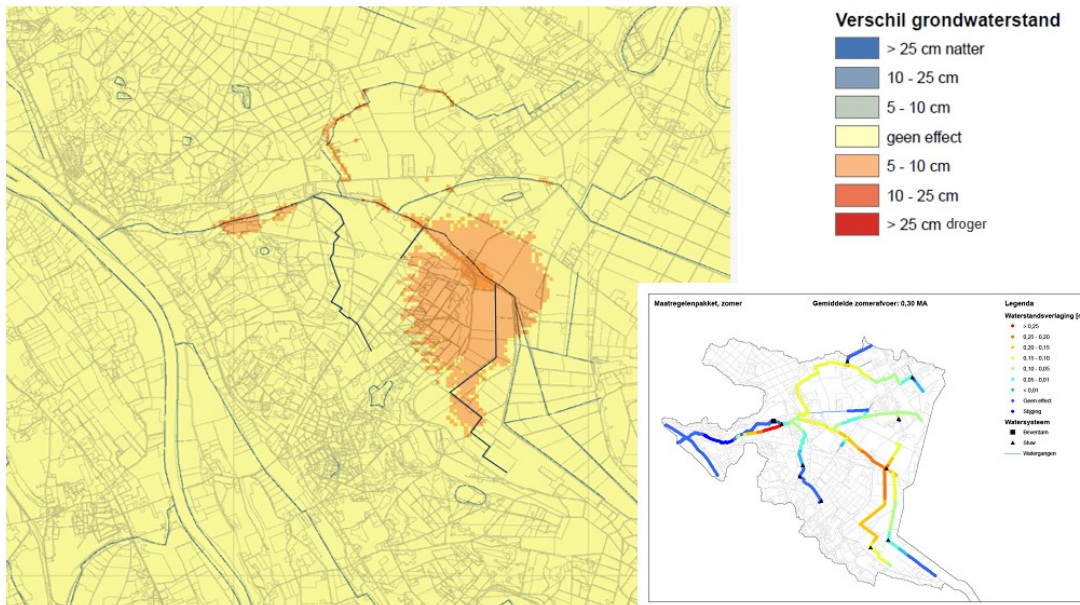 Verschil grondwaterstand
> 25 cm natter
10 - 25 cm
5 - 10 cm
geen effect
5 - 10 cm
10 - 25 cm
> 25 cm droger
Maatregelenpakket, zomer
Gemiddelde zomerafvoer: 0,30 MA
Legenda
Waterstandsverlaging [
> 0,25
0,25 - 0,20
0,20 - 0,15
0,15 - 0,10
0,10 - 0,05
0,05 - 0,01
< 0,01
Geen effect
Stijging
Watersysteem
Beverdam
Stuw
Watergangen